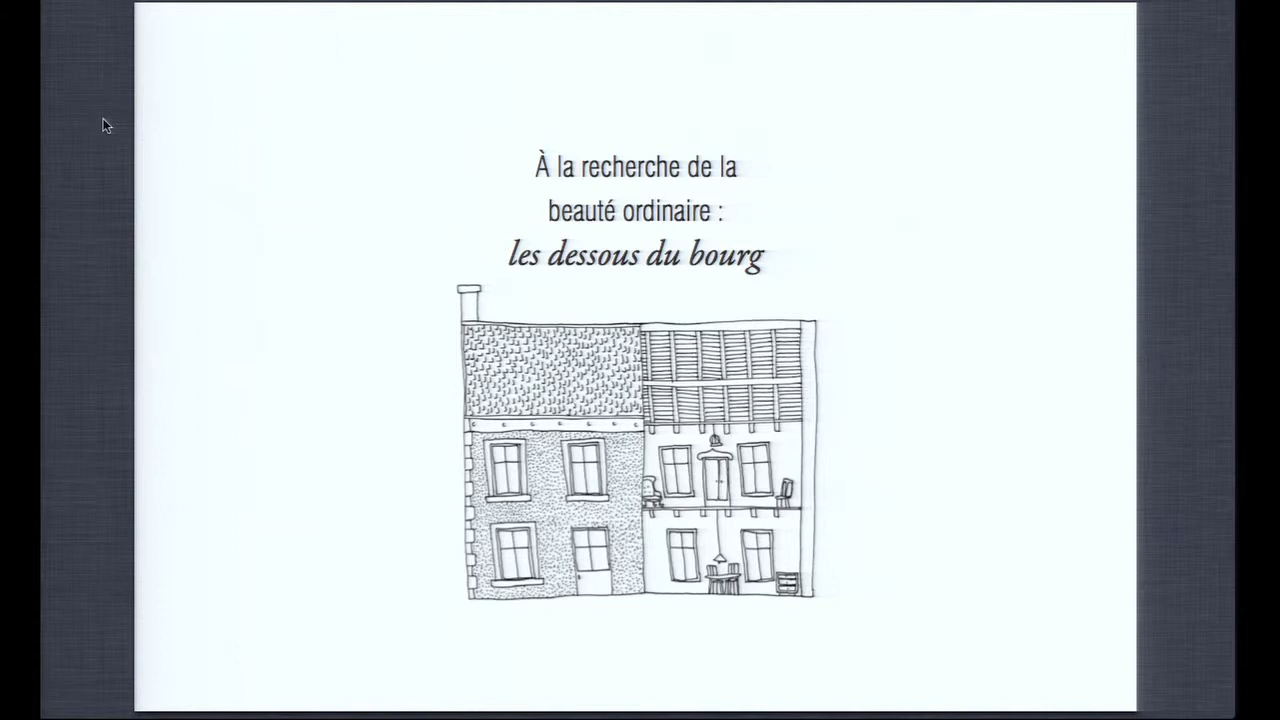 À la recherche de la
beauté ordinaire :
les dessous du bourg